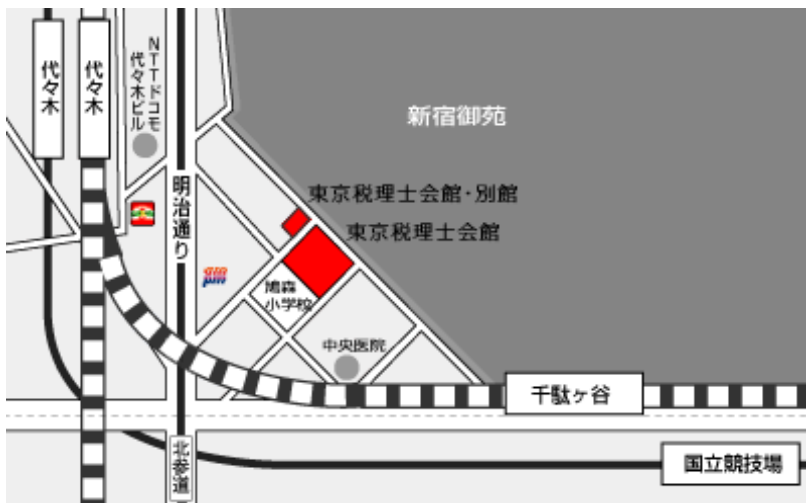 代々木
代々木
NTTドコモ
代々木ビル
新宿御苑
明治通り
東京税理士会館・別館
東京税理士会館
am
pm
鳩森
小学校
中央医院
千駄ヶ谷
北参道
国立競技場